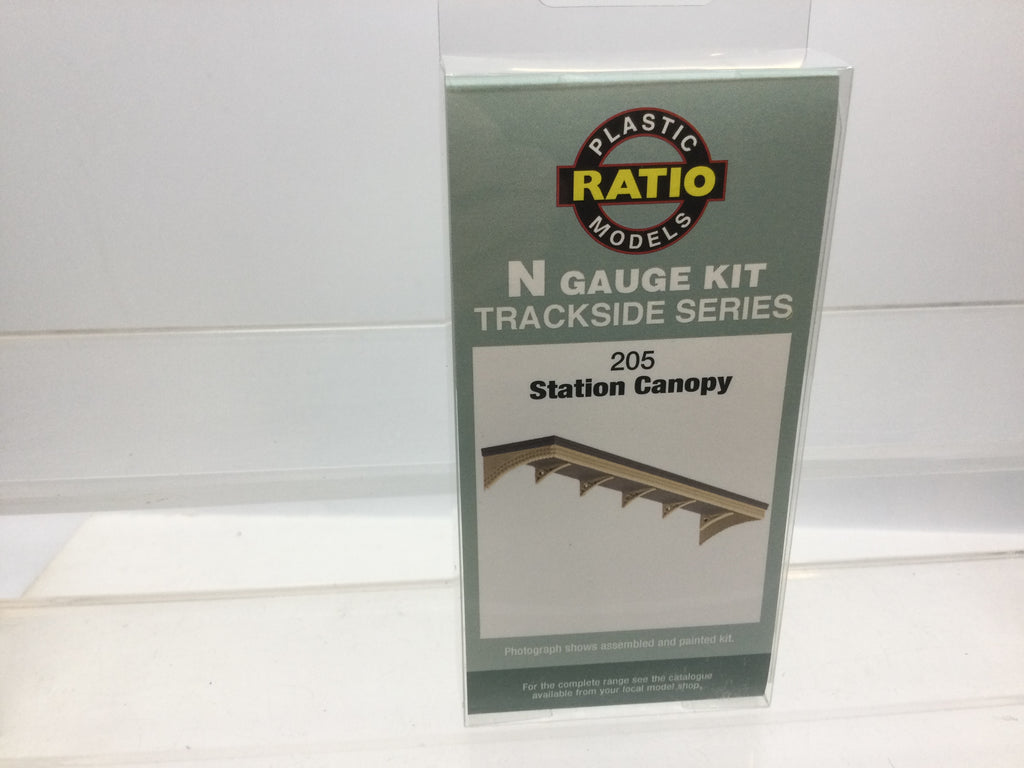 PLASTIC
RATIO
MODELS
N GAUGE KIT
TRACKSIDE SERIES
205
Station Canopy
Photograph shows assembled and painted kit.
For the complete range see the catalogue
available from your local model shop.